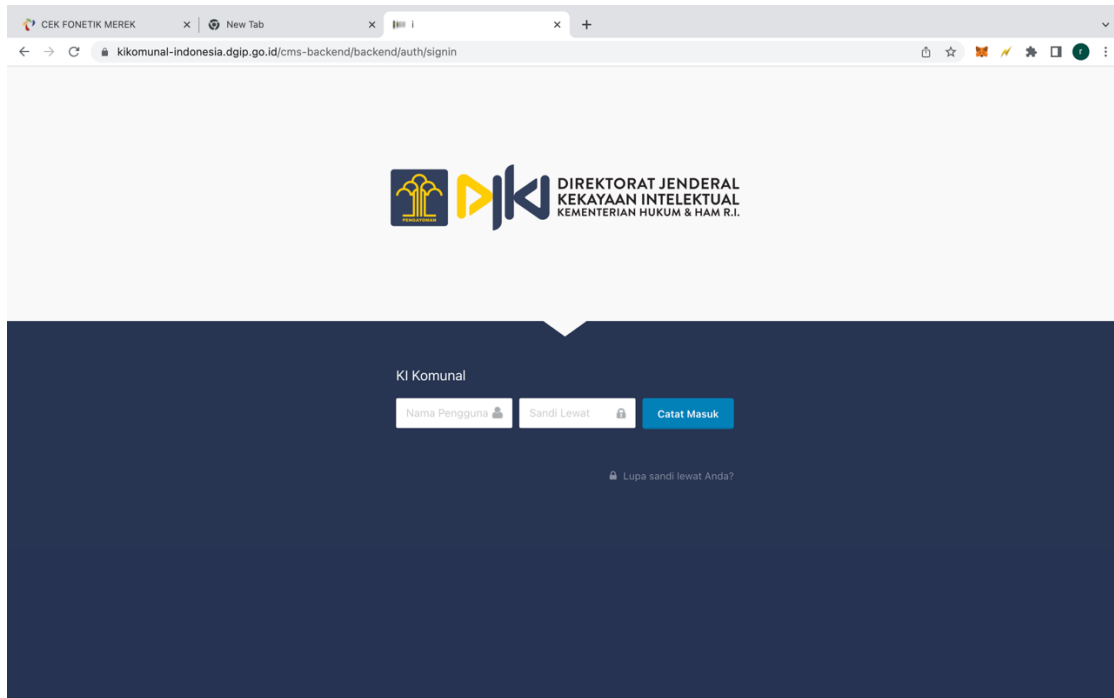 CEK FONETIK MEREK
New Tab
i
kikomunal-indonesia.dgip.go.id/cms-backend/backend/auth/signin
r
PENGAYOMAN
DIREKTORAT JENDERAL
KEKAYAAN INTELEKTUAL
KEMENTERIAN HUKUM & HAM R.I.
KI Komunal
Nama Pengguna
Sandi Lewat
Catat Masuk
Lupa sandi lewat Anda?